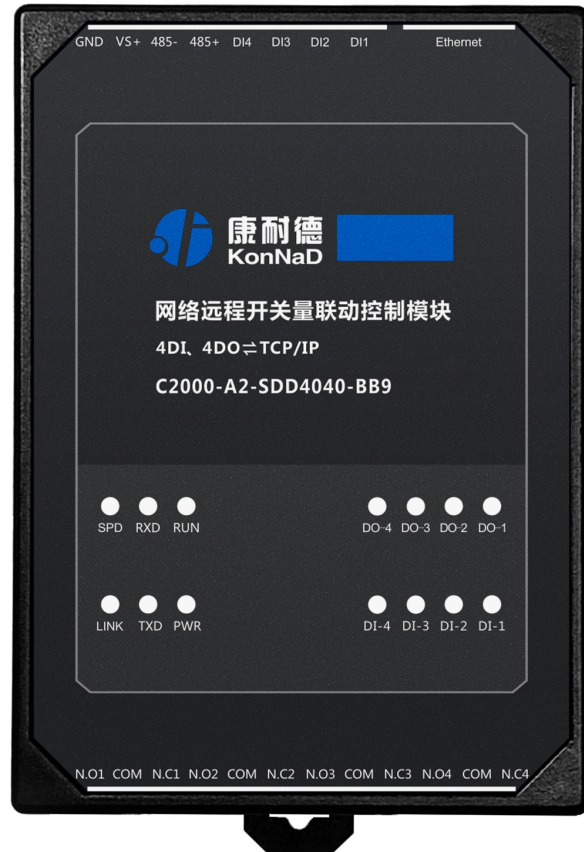 GND VS+ 485- 485+ DI4 DI3 DI2 DI1 Ethernet
康耐德
KonNaD
网络远程开关量联动控制模块
4DI、4DO⇌TCP/IP
C2000-A2-SDD4040-BB9
SPD RXD RUN DO-4 DO-3 DO-2 DO-1
LINK TXD PWR DI-4 DI-3 DI-2 DI-1
N.O1 COM N.C1 N.O2 COM N.C2 N.O3 COM N.C3 N.O4 COM N.C4